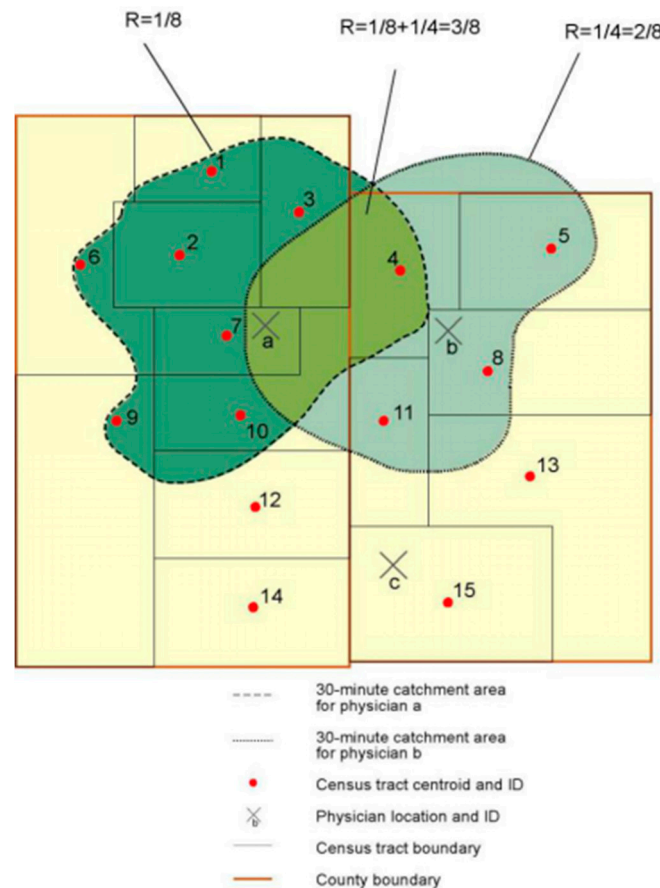 R=1/8
R=1/8+1/4=3/8
R=1/4=2/8
1
3
2
6
4
5
7
a
b
8
9
10
11
12
13
c
14
15
30-minute catchment area
for physician a
30-minute catchment area
for physician b
Census tract centroid and ID
b
Physician location and ID
Census tract boundary
County boundary